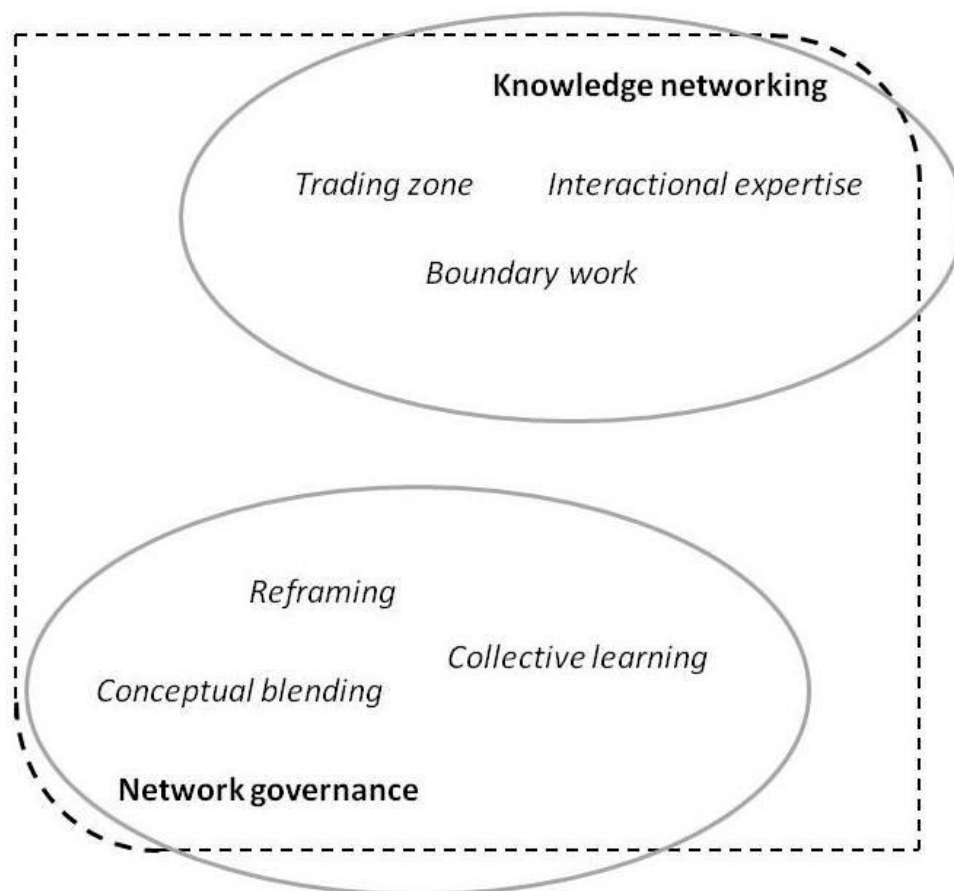 Knowledge networking
Trading zone
Interactional expertise
Boundary work
Reframing
Collective learning
Conceptual blending
Network governance